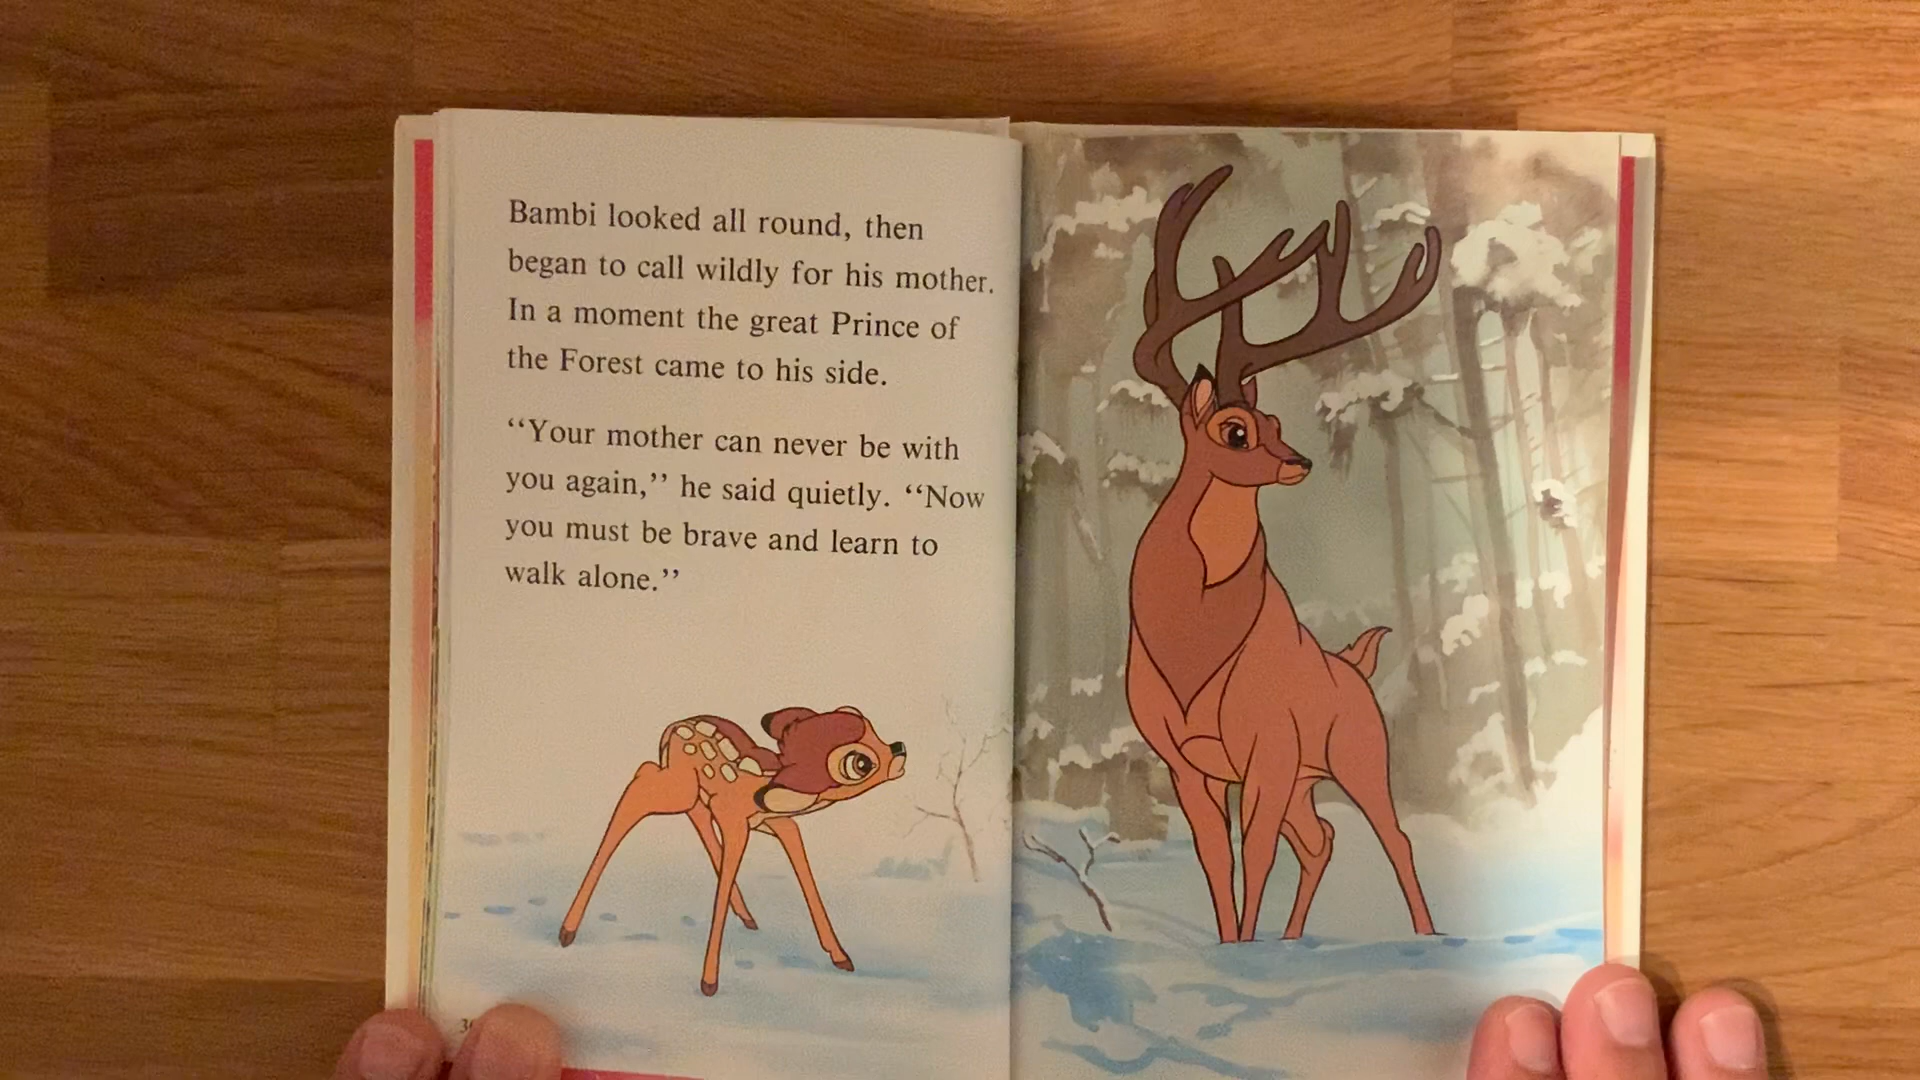 Bambi looked all round, then
began to call wildly for his mother.
In a moment the great Prince of
the Forest came to his side.
“Your mother can never be with
you again,” he said quietly. “Now
you must be brave and learn to
walk alone.”